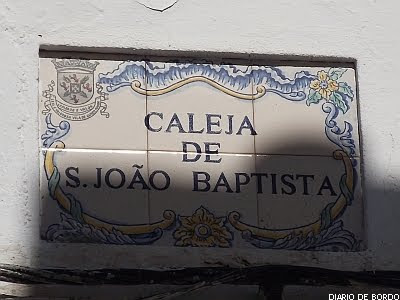 CALEJA
DE
S. JOÃO BAPTISTA
DIARIO DE BORDO